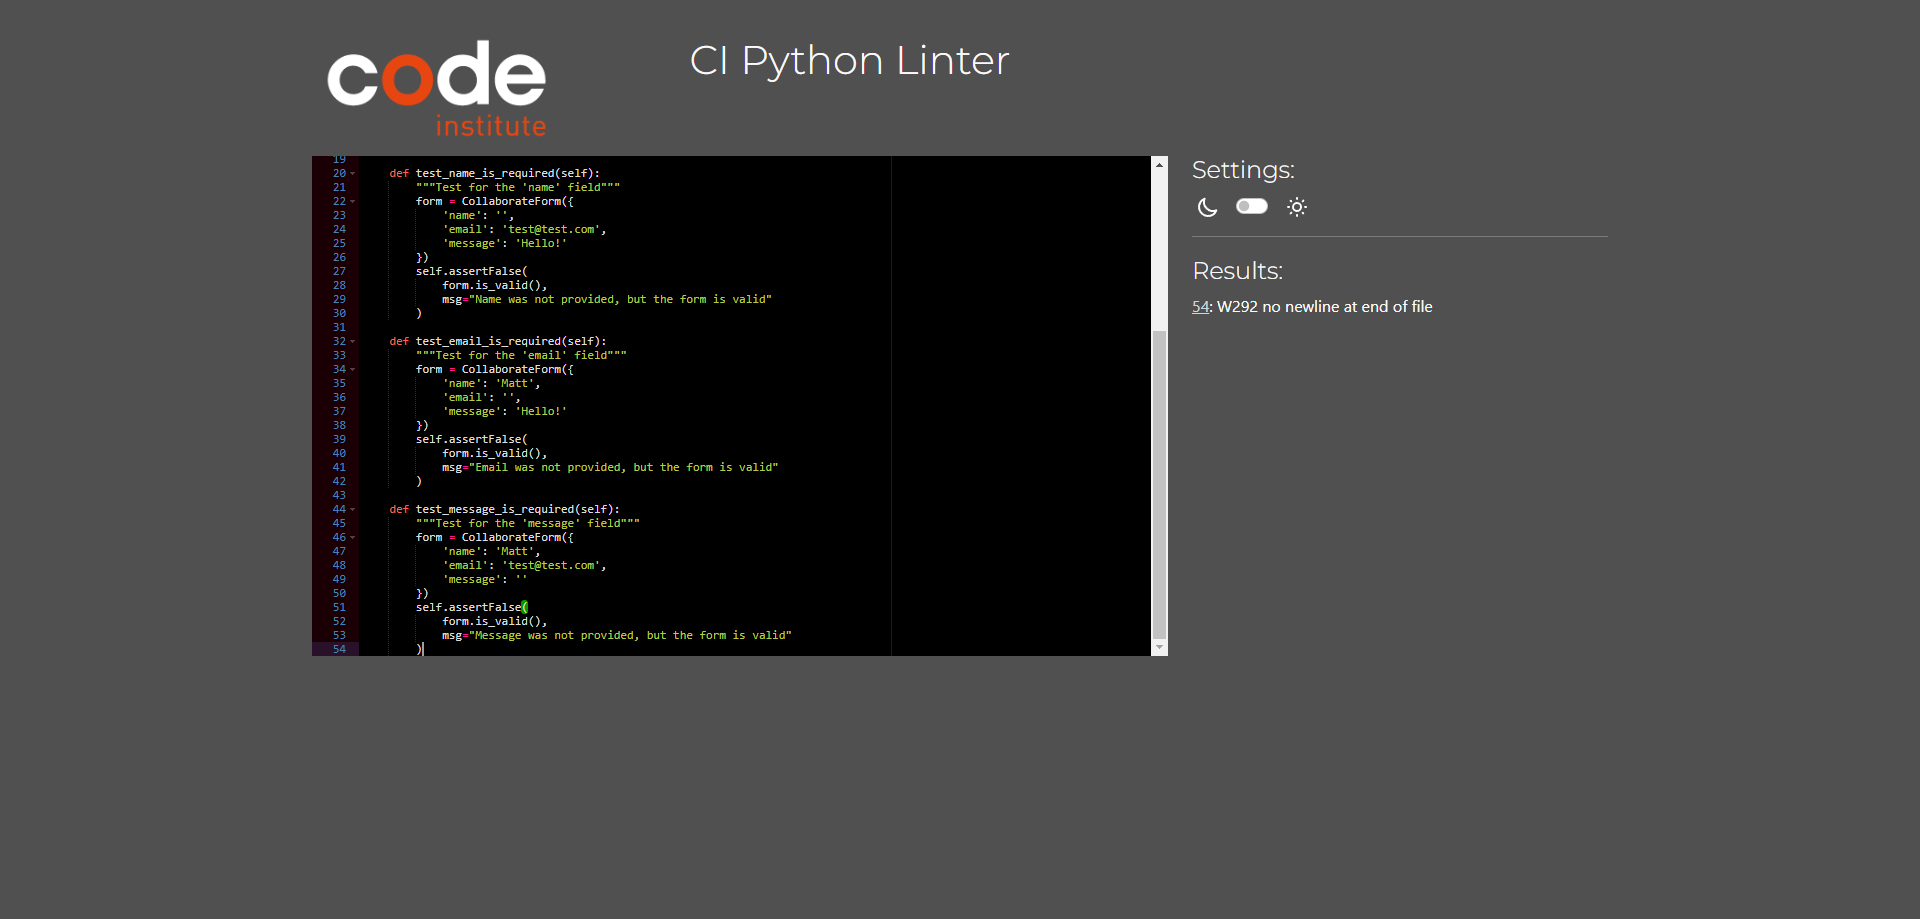 code
institute
CI Python Linter
19
20 def test_name_is_required(self):
21 """Test for the 'name' field"""
22 form = CollaborateForm({
23 'name': '',
24 'email': 'test@test.com',
25 'message': 'Hello!'
26 })
27 self.assertFalse(
28 form.is_valid(),
29 msg="Name was not provided, but the form is valid"
30 )
31
32 def test_email_is_required(self):
33 """Test for the 'email' field"""
34 form = CollaborateForm({
35 'name': 'Matt',
36 'email': '',
37 'message': 'Hello!'
38 })
39 self.assertFalse(
40 form.is_valid(),
41 msg="Email was not provided, but the form is valid"
42 )
43
44 def test_message_is_required(self):
45 """Test for the 'message' field"""
46 form = CollaborateForm({
47 'name': 'Matt',
48 'email': 'test@test.com',
49 'message': ''
50 })
51 self.assertFalse(
52 form.is_valid(),
53 msg="Message was not provided, but the form is valid"
54 )
Settings:
Results:
54: W292 no newline at end of file